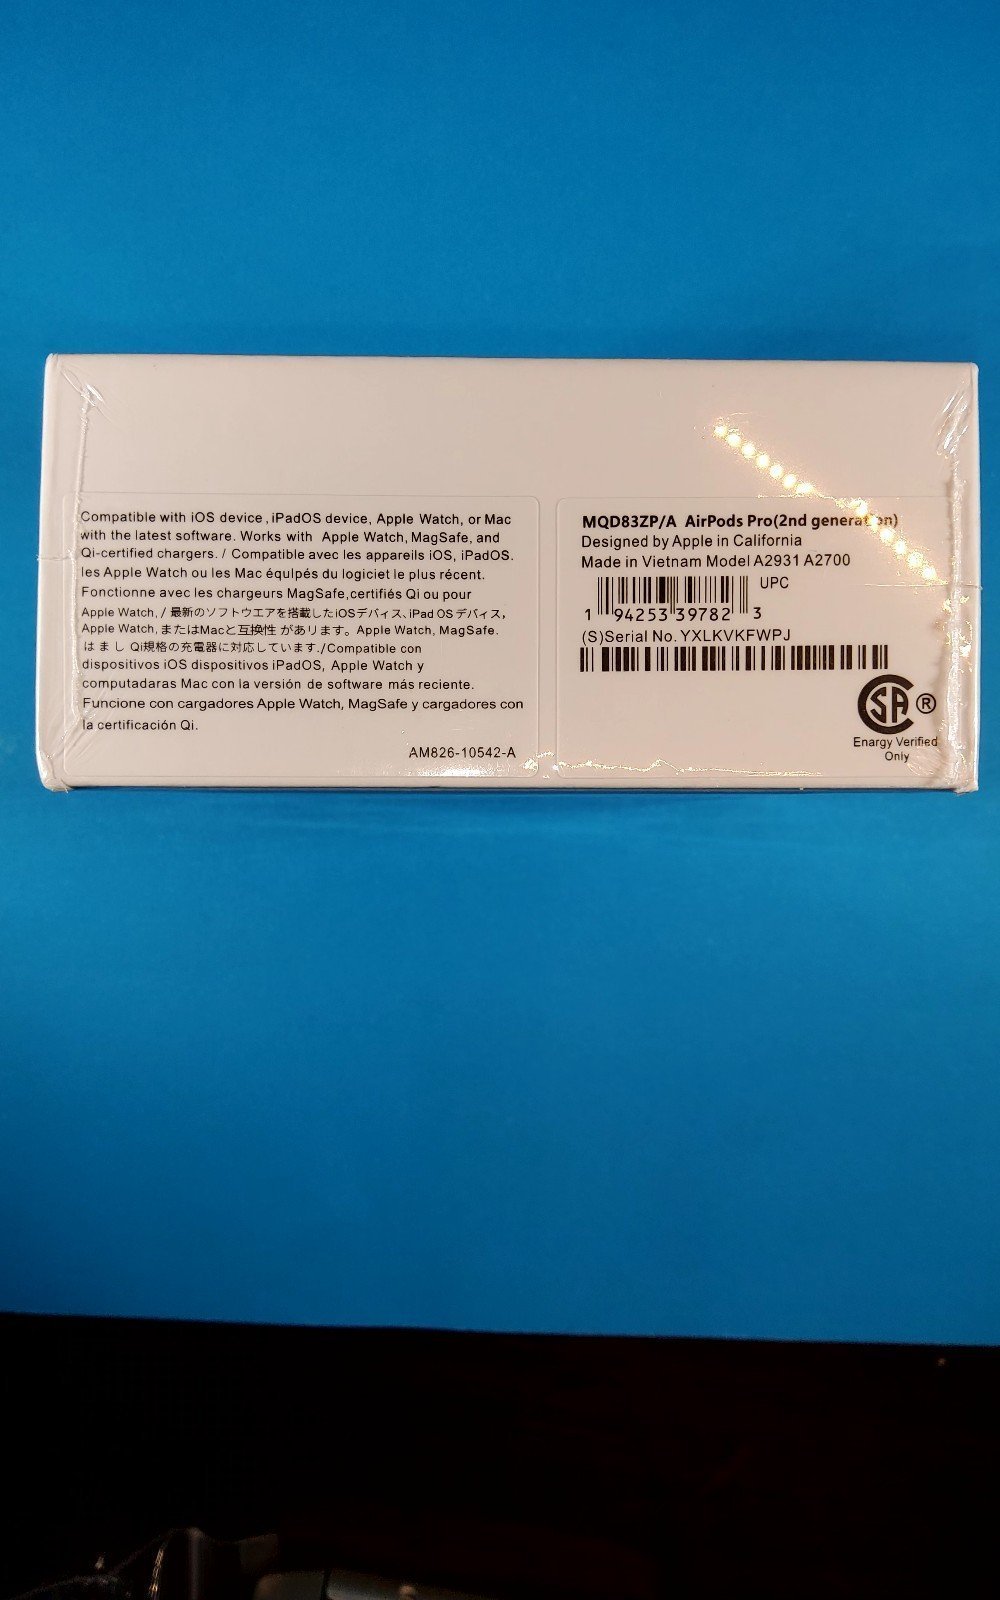 Compatible with iOS device, iPadOS device, Apple Watch, or Mac
with the latest software. Works with Apple Watch, MagSafe, and
Qi-certified chargers. / Compatible avec les appareils iOS, iPadOS.
les Apple Watch ou les Mac équlpés du logiciet le plus récent.
Fonctionne avec les chargeurs MagSafe,certifiés Qi ou pour
Apple Watch, / 最新のソフトウエアを搭載したiOSデバイス、iPad OS デバイス,
Apple Watch, またはMacと互換性 があリます。Apple Watch, MagSafe.
は ま し Qi規格の充電器に対応しています./Compatible con
dispositivos iOS dispositivos iPadOS, Apple Watch y
computadaras Mac con la versión de software más reciente.
Funcione con cargadores Apple Watch, MagSafe y cargadores con
la certificación Qi.
AM826-10542-A
MQD83ZP/A AirPods Pro(2nd generation)
Designed by Apple in California
Made in Vietnam Model A2931 A2700
UPC
1 94253 39782 3
(S)Serial No. YXLKVKFWPJ
SA ®
Enargy Verified
Only